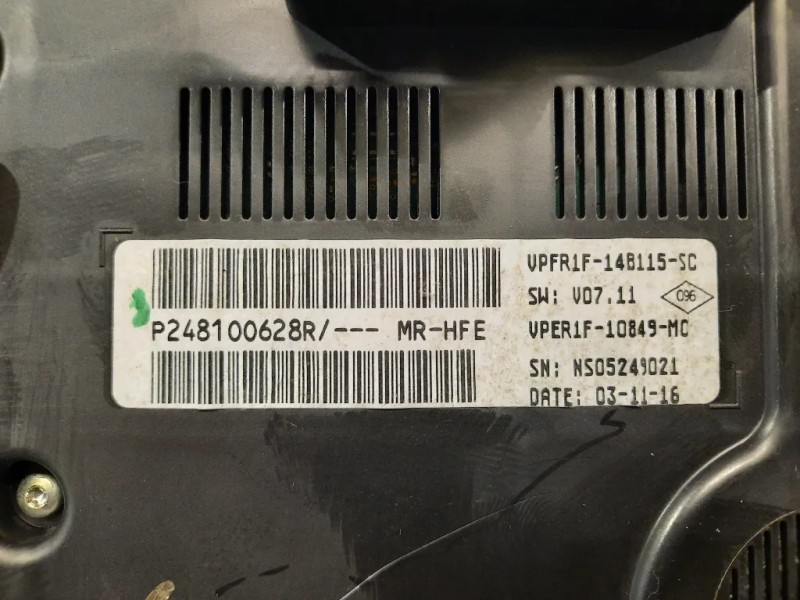 VPFR1F-14B115-SC
SW: V07.11
096
P248100628R/--- MR-HFE
VPER1F-10849-MC
SN: NS05249021
DATE: 03-11-16